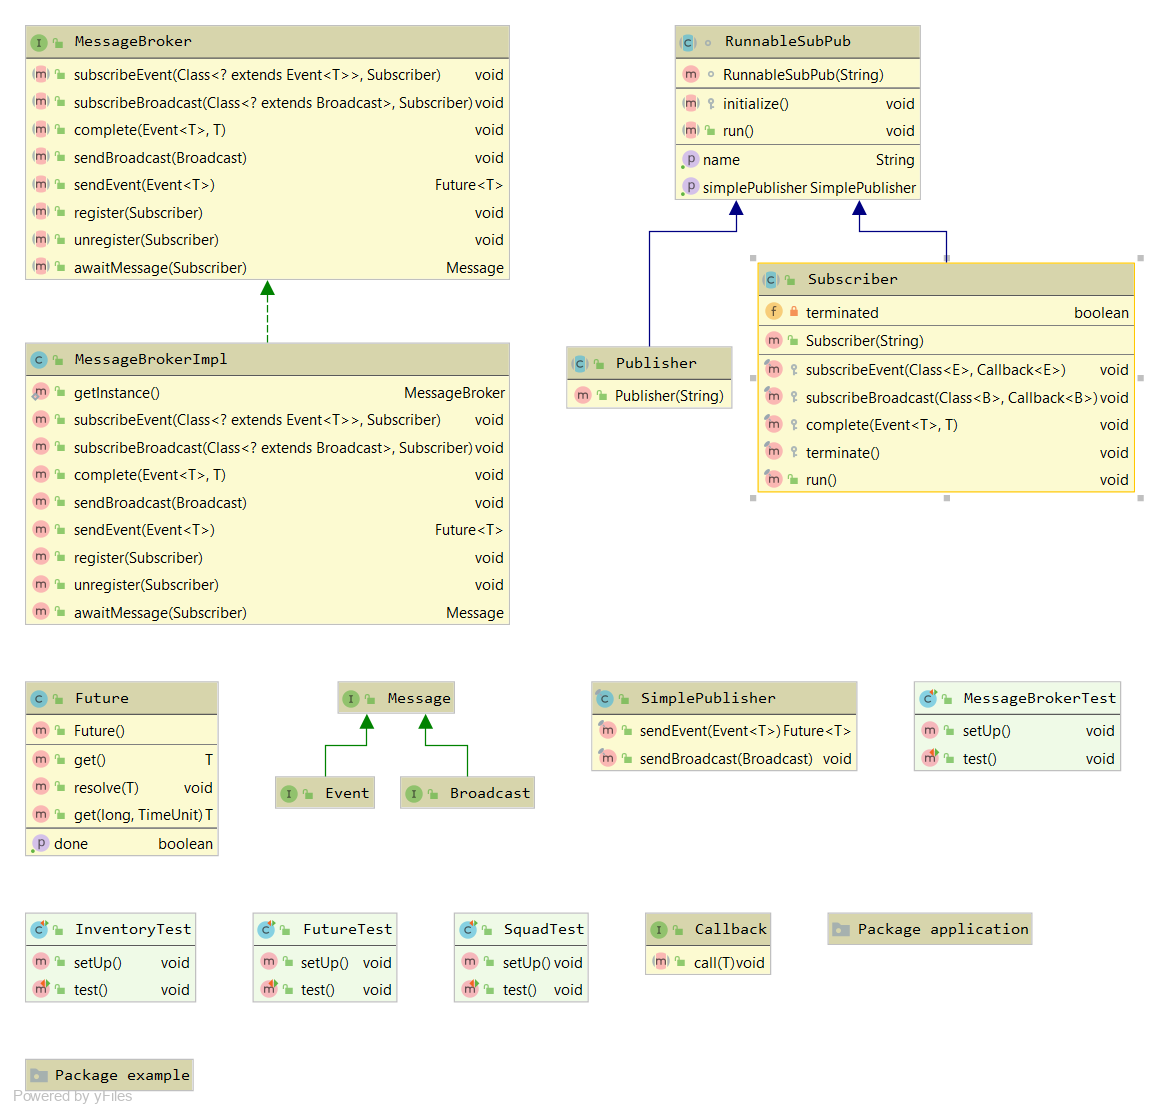 MessageBroker
subscribeEvent(Class<? extends Event<T>>, Subscriber) void
subscribeBroadcast(Class<? extends Broadcast>, Subscriber) void
complete(Event<T>, T) void
sendBroadcast(Broadcast) void
sendEvent(Event<T>) Future<T>
register(Subscriber) void
unregister(Subscriber) void
awaitMessage(Subscriber) Message
RunnableSubPub
RunnableSubPub(String)
initialize() void
run() void
name String
simplePublisher SimplePublisher
MessageBrokerImpl
getInstance() MessageBroker
subscribeEvent(Class<? extends Event<T>>, Subscriber) void
subscribeBroadcast(Class<? extends Broadcast>, Subscriber) void
complete(Event<T>, T) void
sendBroadcast(Broadcast) void
sendEvent(Event<T>) Future<T>
register(Subscriber) void
unregister(Subscriber) void
awaitMessage(Subscriber) Message
Publisher
Publisher(String)
Subscriber
terminated boolean
Subscriber(String)
subscribeEvent(Class<E>, Callback<E>) void
subscribeBroadcast(Class<B>, Callback<B>) void
complete(Event<T>, T) void
terminate() void
run() void
Future
Future()
get() T
resolve(T) void
get(long, TimeUnit) T
done boolean
Message
Event
Broadcast
SimplePublisher
sendEvent(Event<T>) Future<T>
sendBroadcast(Broadcast) void
MessageBrokerTest
setUp() void
test() void
InventoryTest
setUp() void
test() void
FutureTest
setUp() void
test() void
SquadTest
setUp() void
test() void
Callback
call(T) void
Package application
Package example
Powered by yFiles